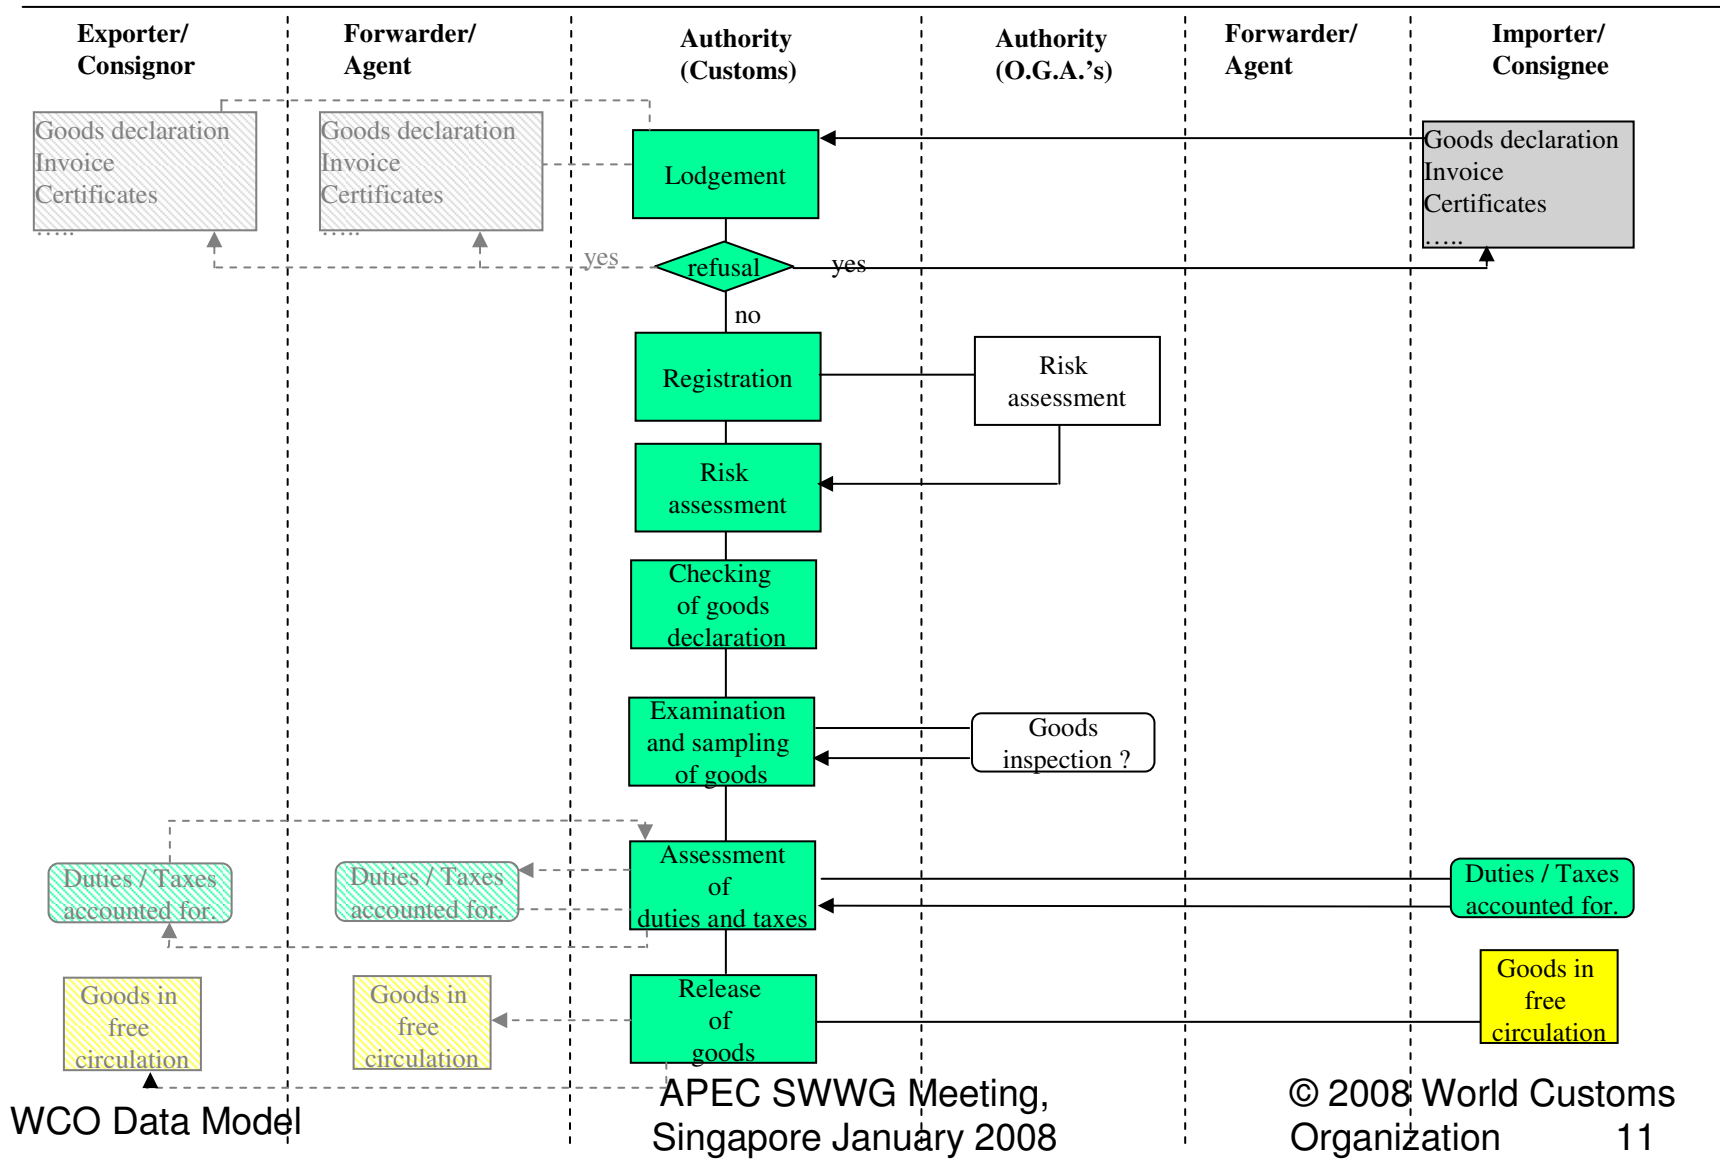 Exporter/
Consignor
Forwarder/
Agent
Authority
(Customs)
Authority
(O.G.A.’s)
Forwarder/
Agent
Importer/
Consignee
Goods declaration
Invoice
Certificates
.....
Goods declaration
Invoice
Certificates
.....
Lodgement
Goods declaration
Invoice
Certificates
.....
yes
refusal
yes
no
Registration
Risk
assessment
Risk
assessment
Checking
of goods
declaration
Examination
and sampling
of goods
Goods
inspection ?
Duties / Taxes
accounted for.
Duties / Taxes
accounted for.
Assessment
of
duties and taxes
Duties / Taxes
accounted for.
Goods in
free
circulation
Goods in
free
circulation
Release
of
goods
Goods in
free
circulation
WCO Data Model
APEC SWWG Meeting,
Singapore January 2008
© 2008 World Customs
Organization 11